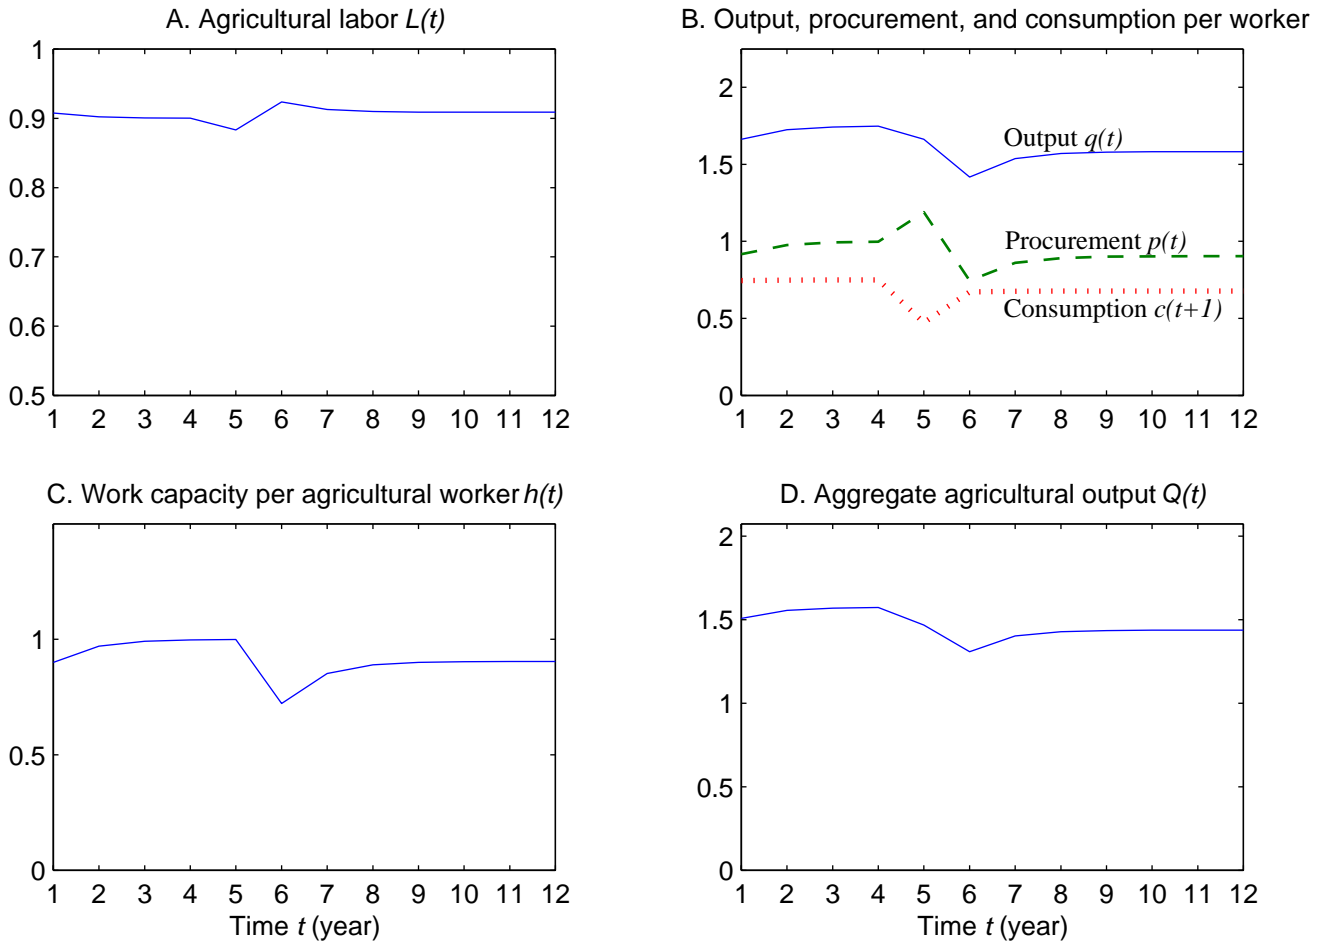 A. Agricultural labor L(t)
1
0.9
0.8
0.7
0.6
0.5
1 2 3 4 5 6 7 8 9 10 11 12
B. Output, procurement, and consumption per worker
2
1.5
1
0.5
0
Output q(t)
Procurement p(t)
Consumption c(t+1)
1 2 3 4 5 6 7 8 9 10 11 12
C. Work capacity per agricultural worker h(t)
1
0.5
0
1 2 3 4 5 6 7 8 9 10 11 12
Time t (year)
D. Aggregate agricultural output Q(t)
2
1.5
1
0.5
0
1 2 3 4 5 6 7 8 9 10 11 12
Time t (year)